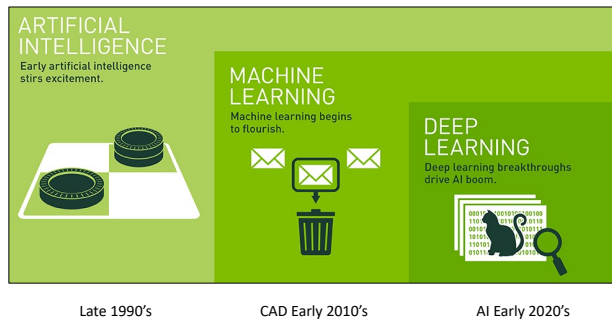 ARTIFICIAL
INTELLIGENCE
Early artificial intelligence
stirs excitement.
MACHINE
LEARNING
Machine learning begins
to flourish.
DEEP
LEARNING
Deep learning breakthroughs
drive AI boom.
Late 1990's
CAD Early 2010's
AI Early 2020's